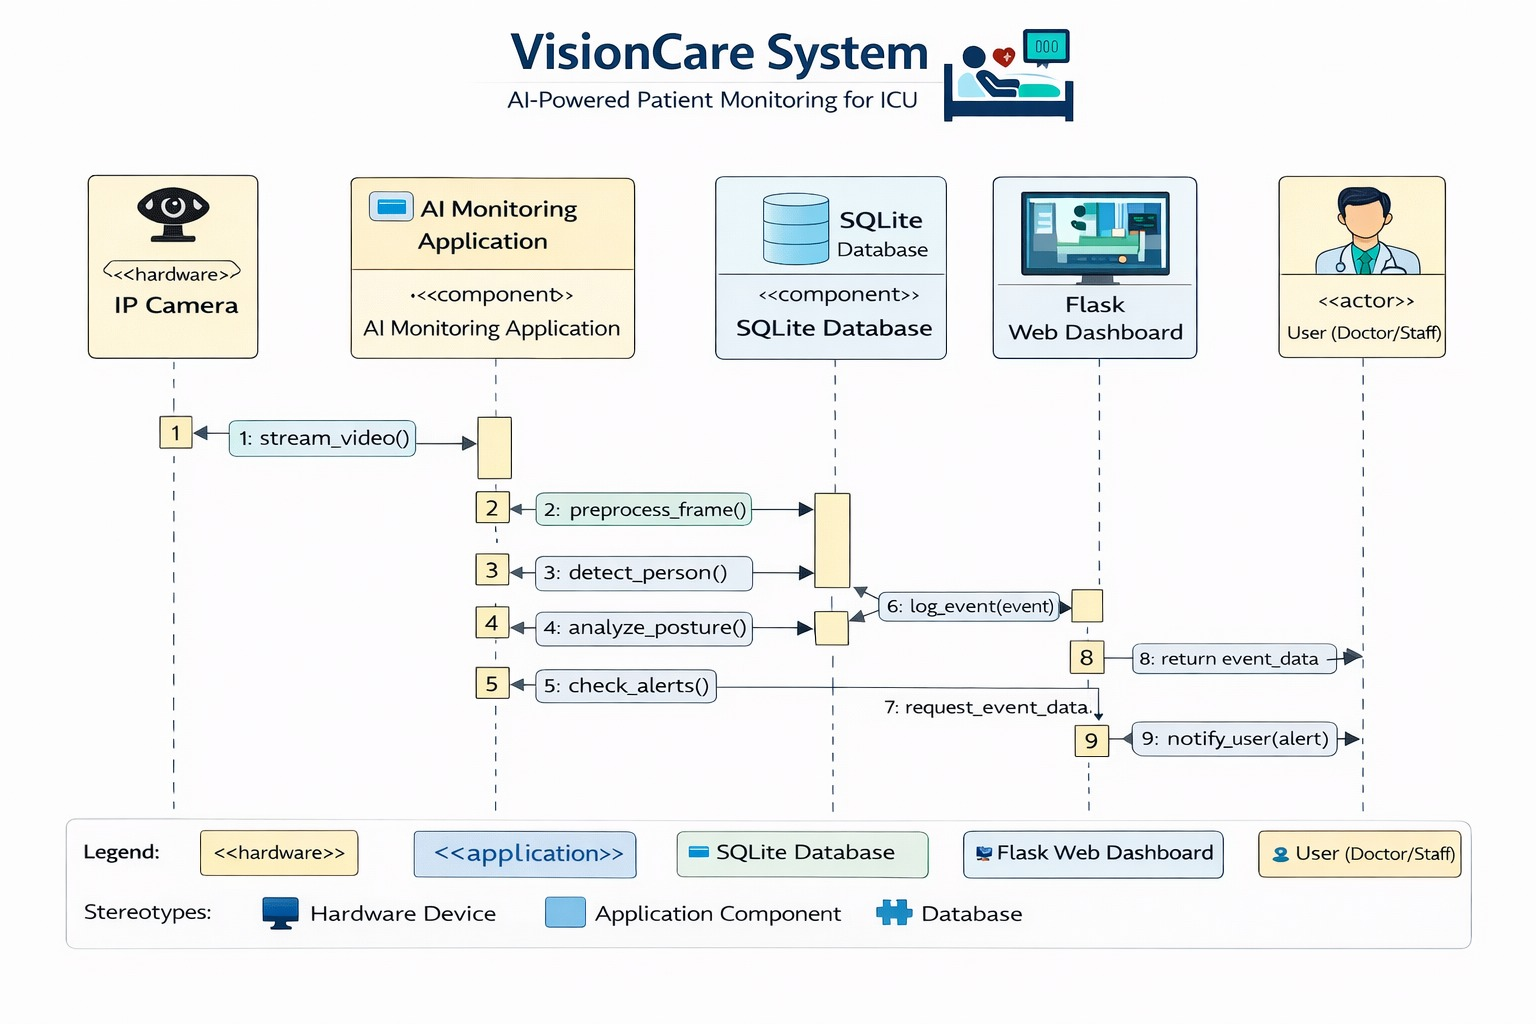 VisionCare System
AI-Powered Patient Monitoring for ICU
<<hardware>>
IP Camera
AI Monitoring
Application
·<<component>>
AI Monitoring Application
SQLite
Database
<<component>>
SQLite Database
Flask
Web Dashboard
<<actor>>
User (Doctor/Staff)
1
1: stream_video()
2
2: preprocess_frame()
3
3: detect_person()
6: log_event(event)
4
4: analyze_posture()
8
8: return event_data
5
5: check_alerts()
7: request_event_data.
9
9: notify_user(alert)
Legend:
<<hardware>>
<<application>>
SQLite Database
Flask Web Dashboard
User (Doctor/Staff)
Stereotypes:
Hardware Device
Application Component
Database